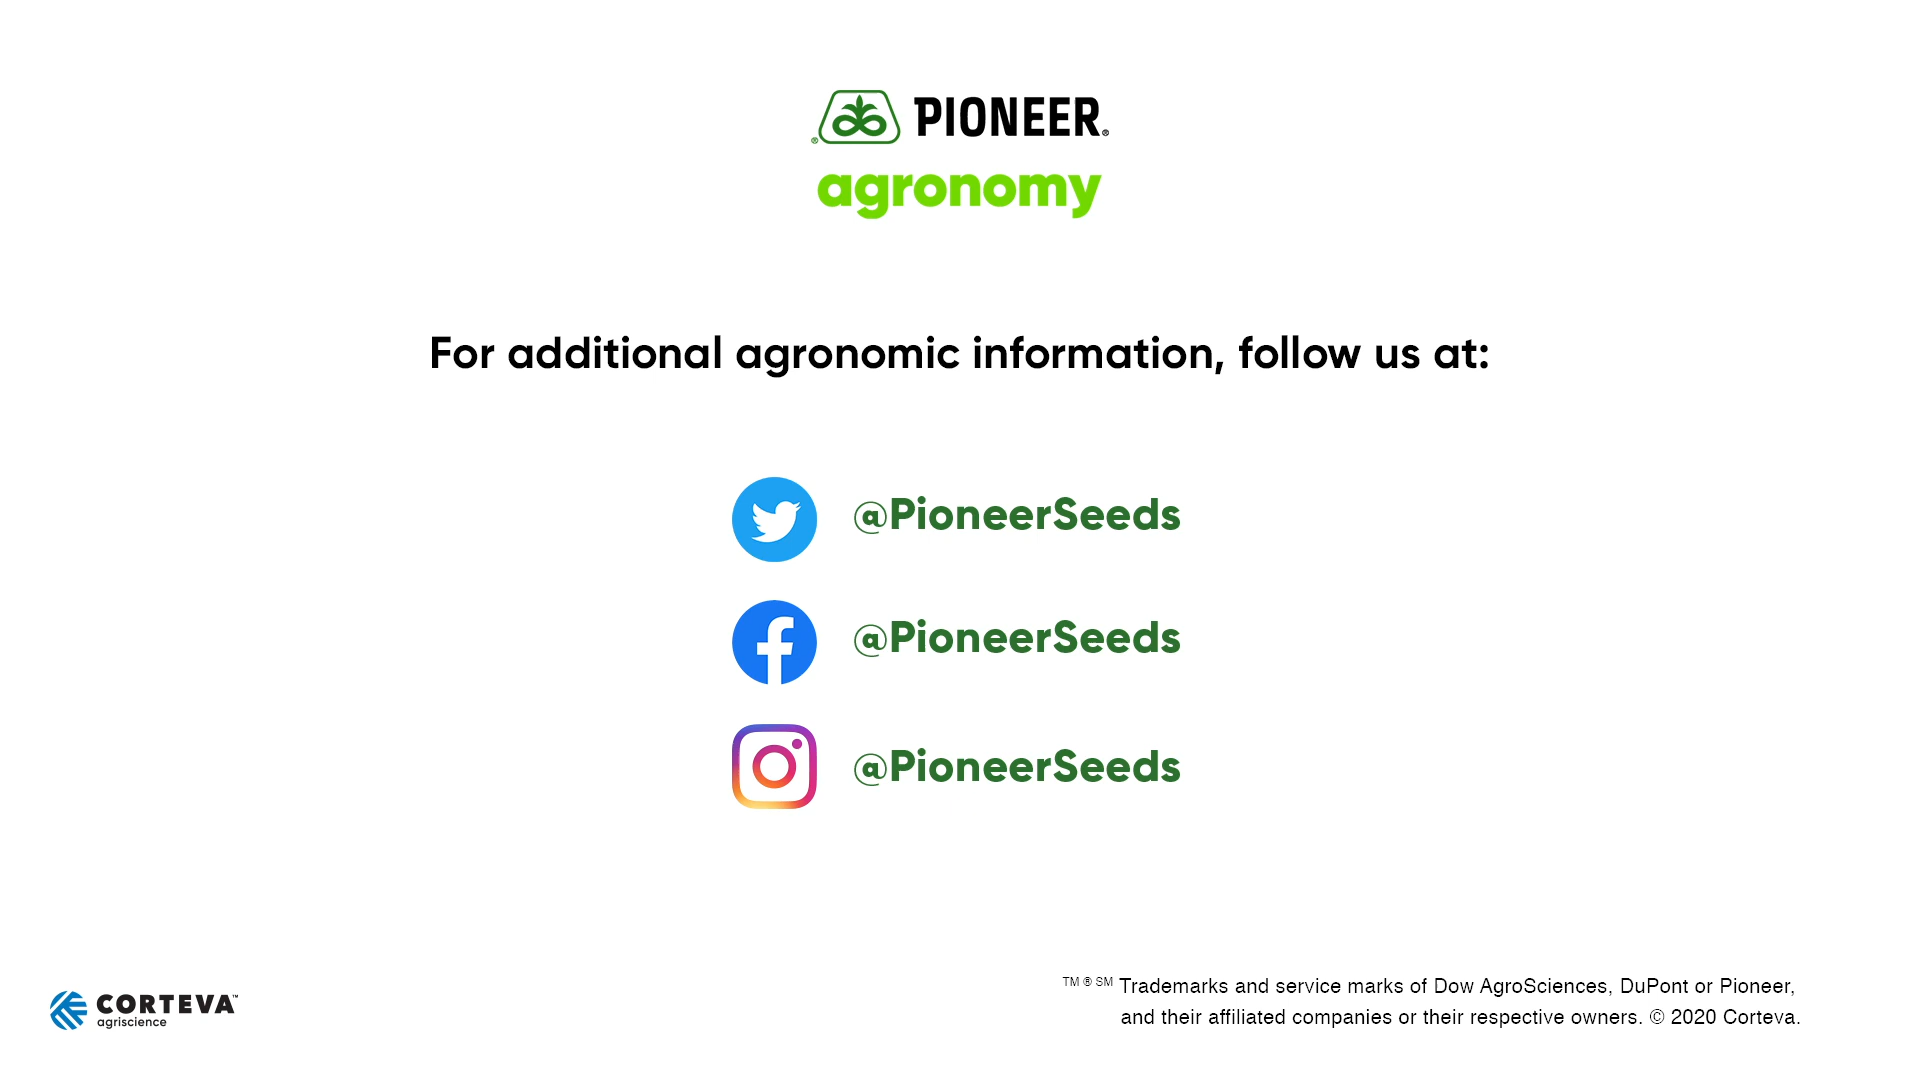 PIONEER®
agronomy
For additional agronomic information, follow us at:
@PioneerSeeds
@PioneerSeeds
@PioneerSeeds
CORTEVA™
agriscience
TM ® SM Trademarks and service marks of Dow AgroSciences, DuPont or Pioneer,
and their affiliated companies or their respective owners. © 2020 Corteva.